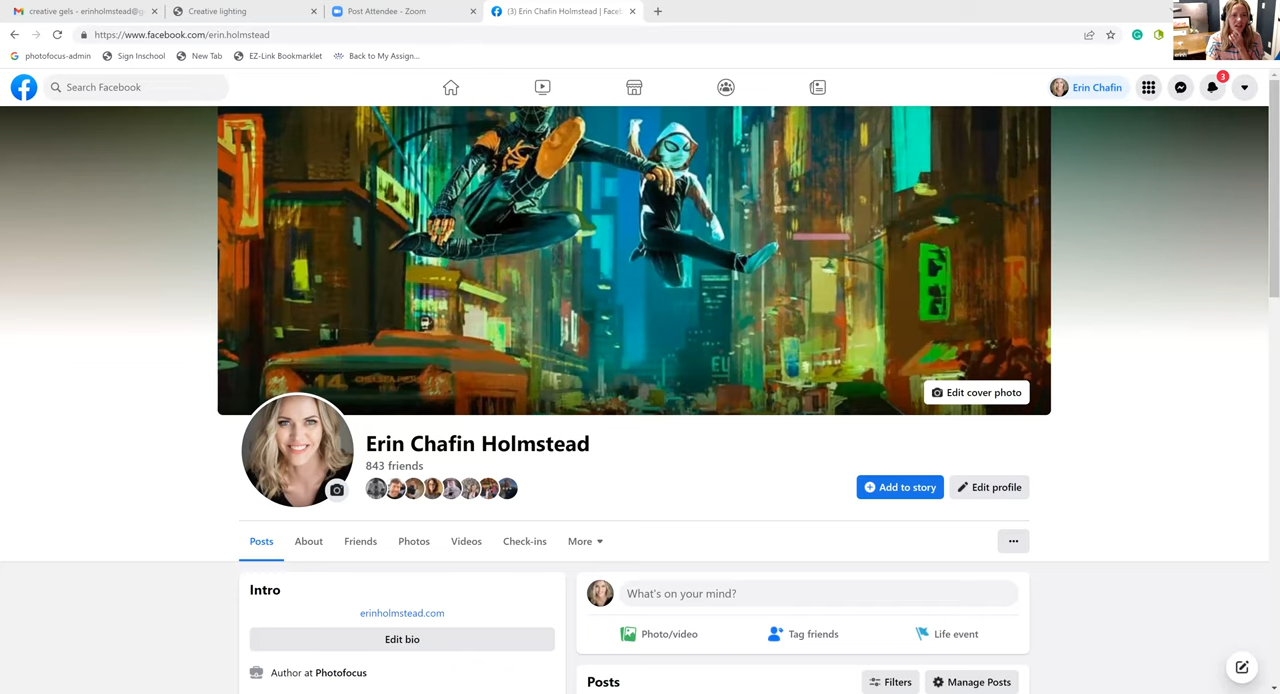 creative gels - erinholmstead@g
Creative lighting
Post Attendee - Zoom
(3) Erin Chafin Holmstead | Faceb
https://www.facebook.com/erin.holmstead
photofocus-admin
Sign Inschool
New Tab
EZ-Link Bookmarklet
Back to My Assign...
Search Facebook
Erin Chafin
3
14
EU
Edit cover photo
Erin Chafin Holmstead
843 friends
Add to story
Edit profile
Posts
About
Friends
Photos
Videos
Check-ins
More
Intro
erinholmstead.com
Edit bio
Author at Photofocus
What's on your mind?
Photo/video
Tag friends
Life event
Posts
Filters
Manage Posts